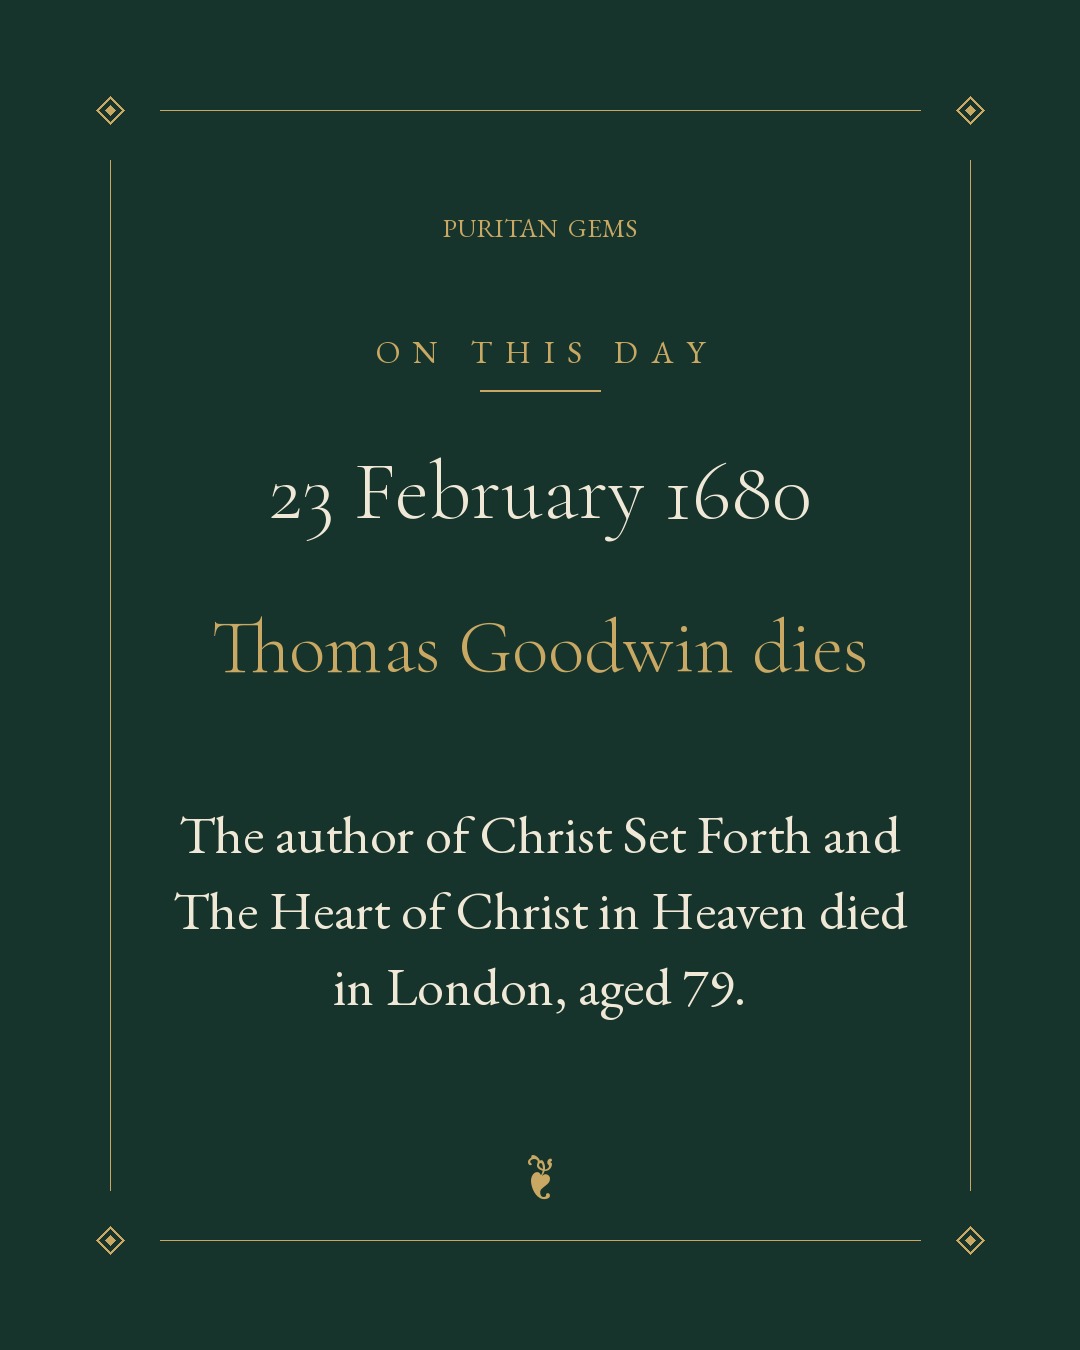 PURITAN GEMS
ON THIS DAY
23 February 1680
Thomas Goodwin dies
The author of Christ Set Forth and
The Heart of Christ in Heaven died
in London, aged 79.